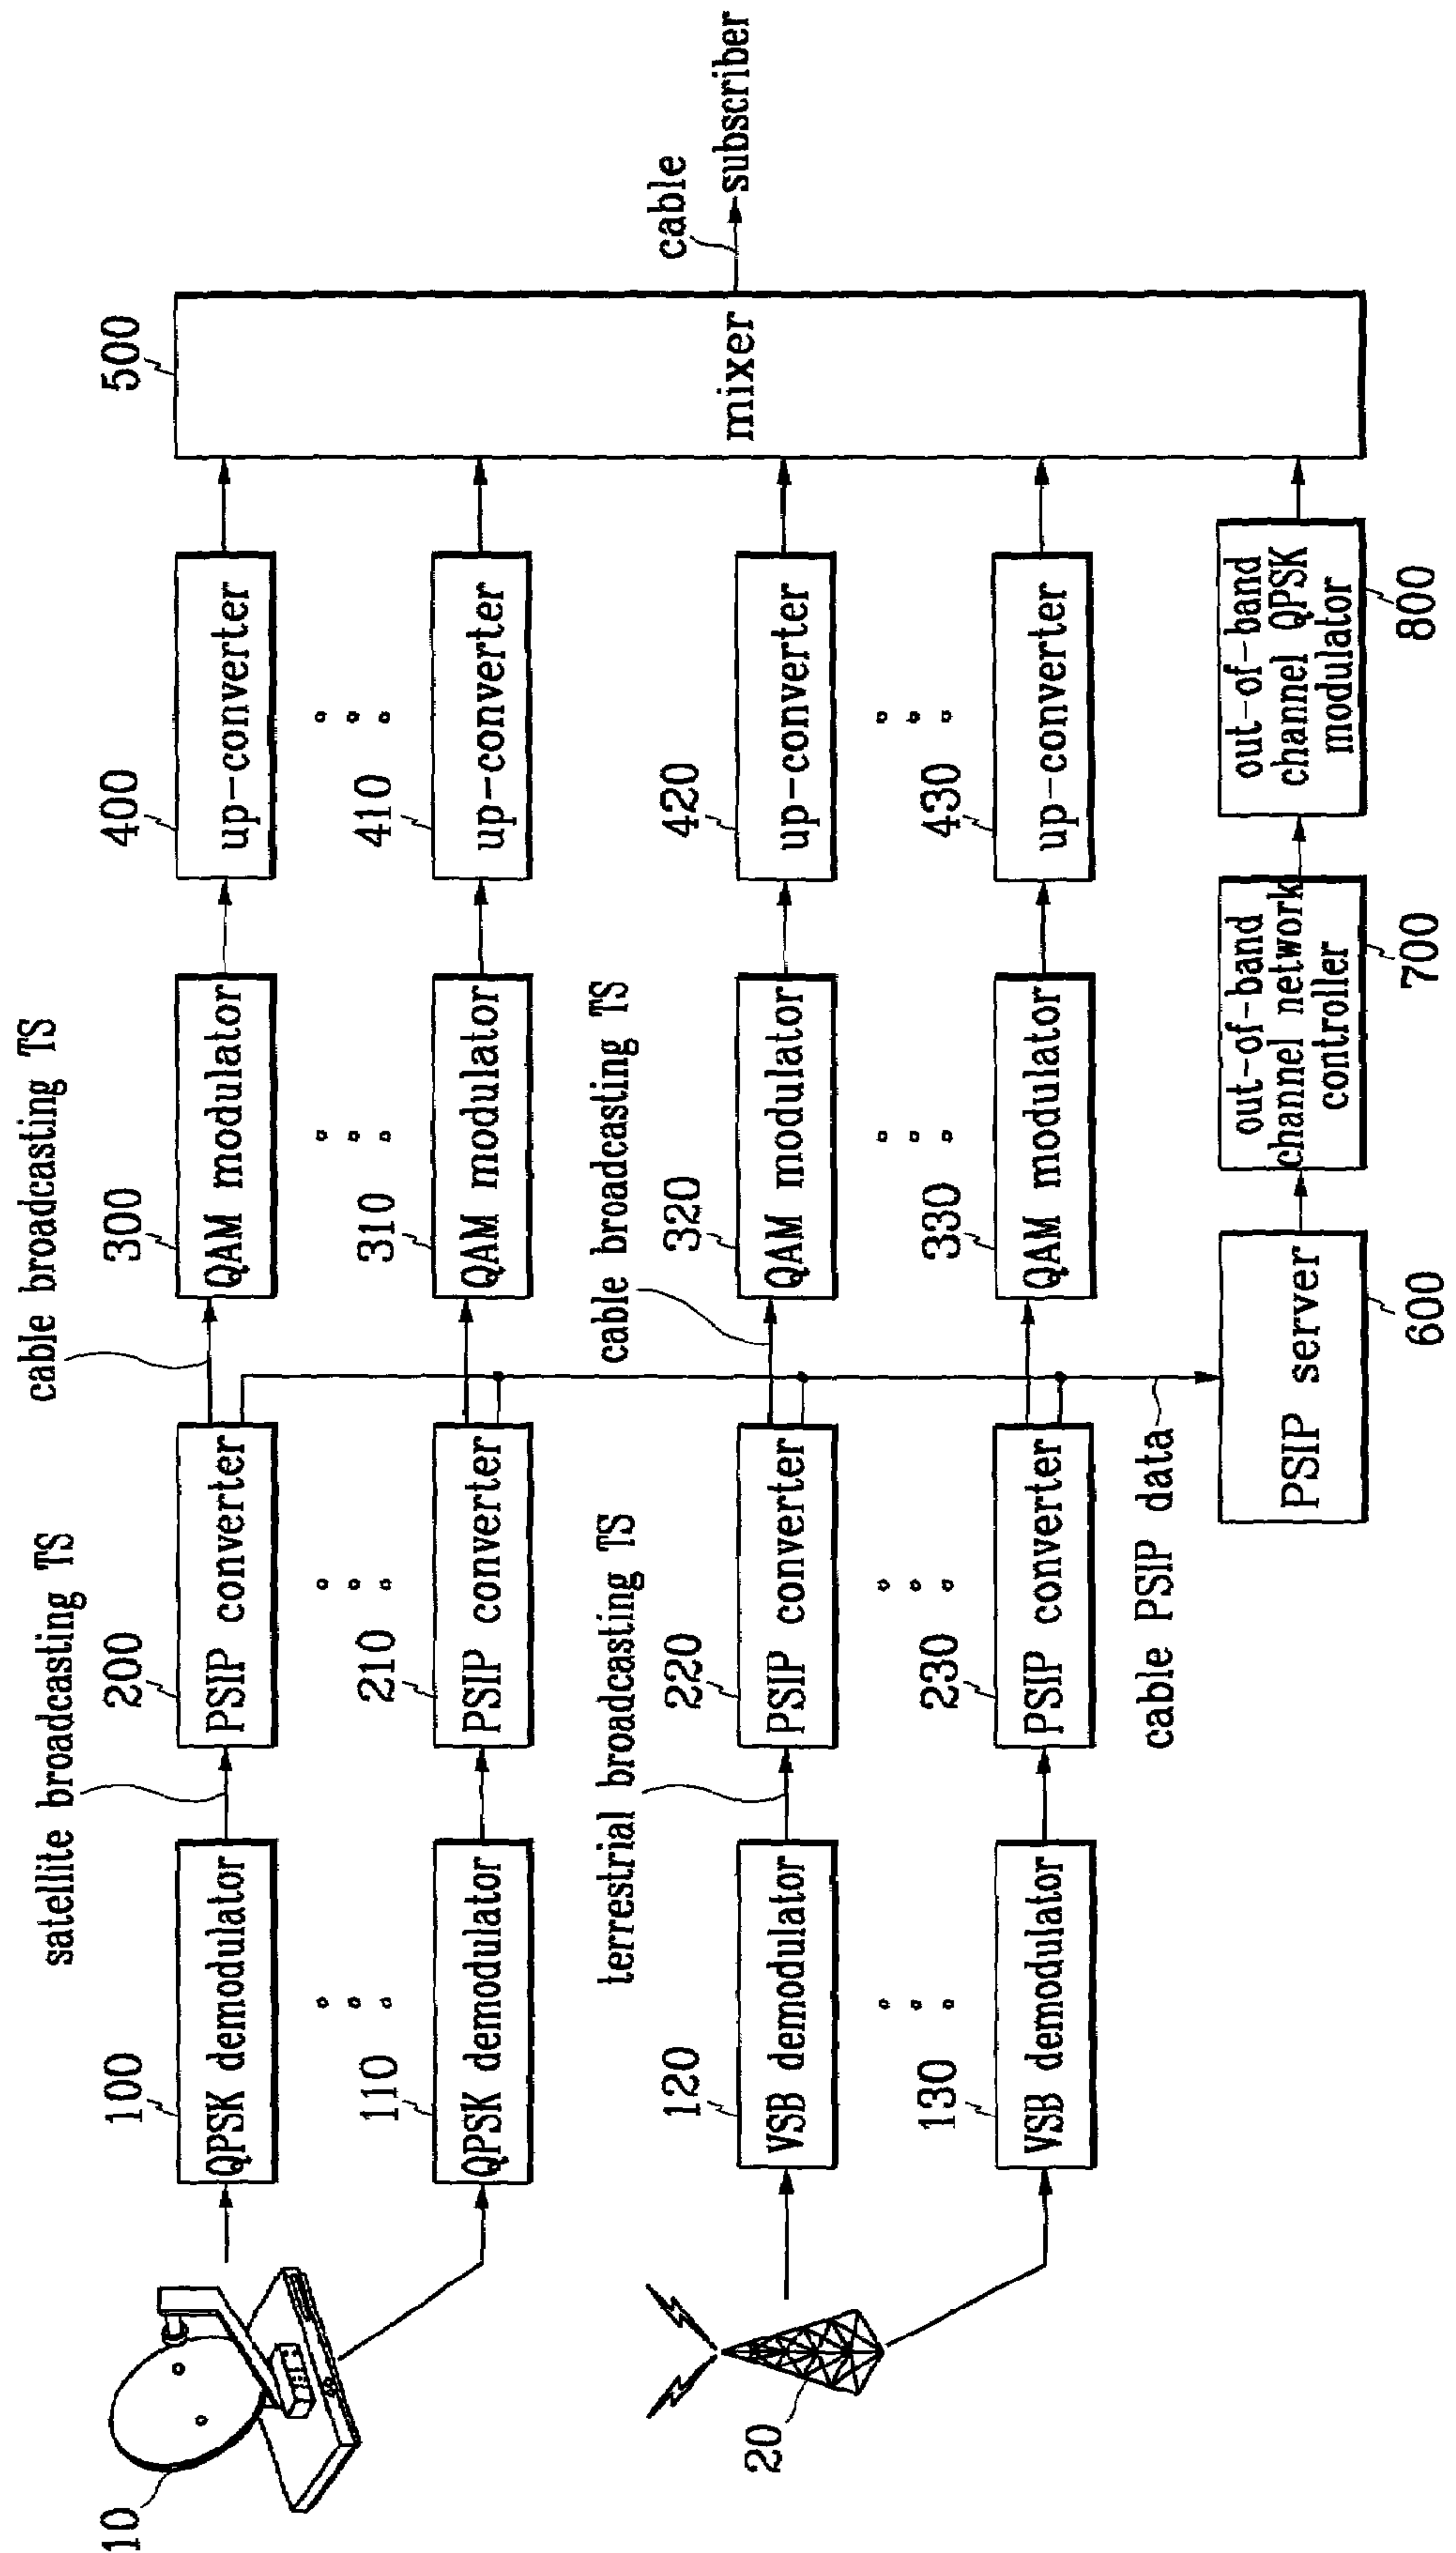 10
100
QPSK demodulator
satellite broadcasting TS
200
PSIP converter
cable broadcasting TS
300
QAM modulator
400
up-converter
500
mixer
cable
subscriber
110
QPSK demodulator
210
PSIP converter
310
QAM modulator
410
up-converter
20
120
VSB demodulator
terrestrial broadcasting TS
220
PSIP converter
cable broadcasting TS
320
QAM modulator
420
up-converter
130
VSB demodulator
230
PSIP converter
330
QAM modulator
430
up-converter
cable PSIP data
PSIP server
600
out-of-band
channel network
controller
700
out-of-band
channel QPSK
modulator
800